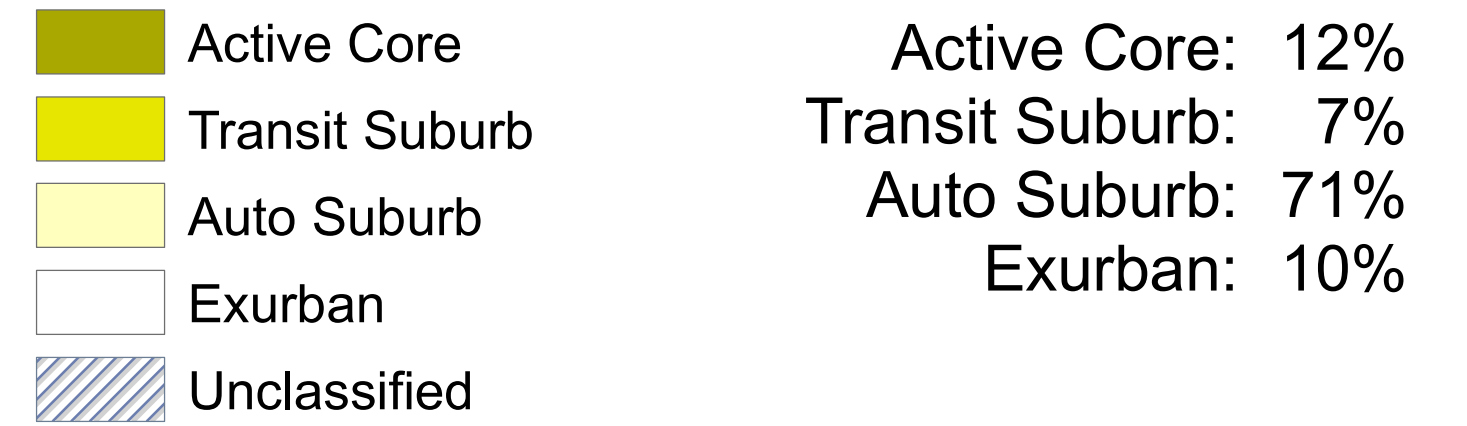 Active Core
Transit Suburb
Auto Suburb
Exurban
Unclassified
Active Core: 12%
Transit Suburb: 7%
Auto Suburb: 71%
Exurban: 10%